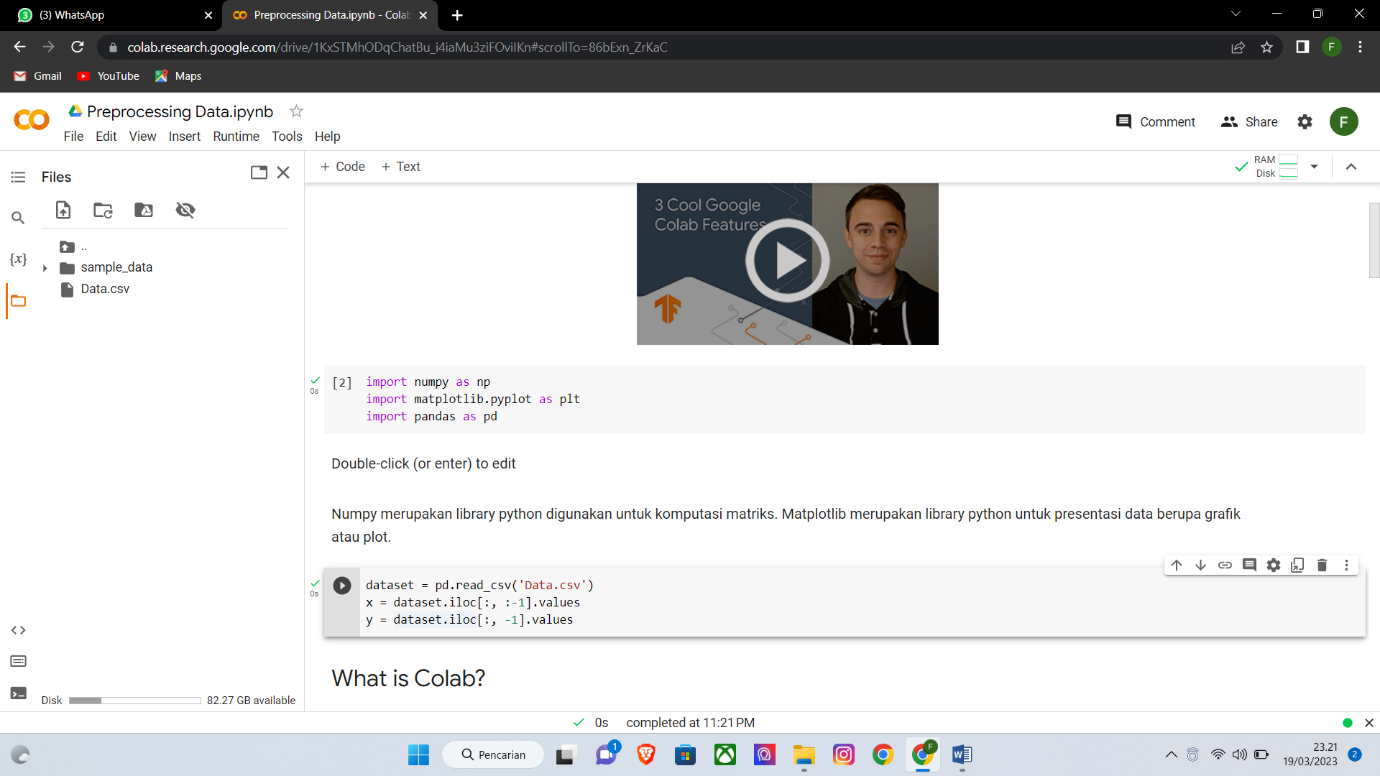 (3) WhatsApp
Preprocessing Data.ipynb - Colab
colab.research.google.com/drive/1KxSTMhODqChatBu_i4iaMu3ziFOviIKn#scrollTo=86bExn_ZrKaC
F
Gmail
YouTube
Maps
Preprocessing Data.ipynb
File Edit View Insert Runtime Tools Help
Comment
Share
F
Files
+ Code + Text
RAM
Disk
..
sample_data
Data.csv
{x}
3 Cool Google
Colab Features
0s
[2] import numpy as np
import matplotlib.pyplot as plt
import pandas as pd
Double-click (or enter) to edit
Numpy merupakan library python digunakan untuk komputasi matriks. Matplotlib merupakan library python untuk presentasi data berupa grafik
atau plot.
0s
dataset = pd.read_csv('Data.csv')
x = dataset.iloc[:, :-1].values
y = dataset.iloc[:, -1].values
What is Colab?
Disk
82.27 GB available
0s completed at 11:21 PM
Pencarian
1
F
23.21
19/03/2023
2